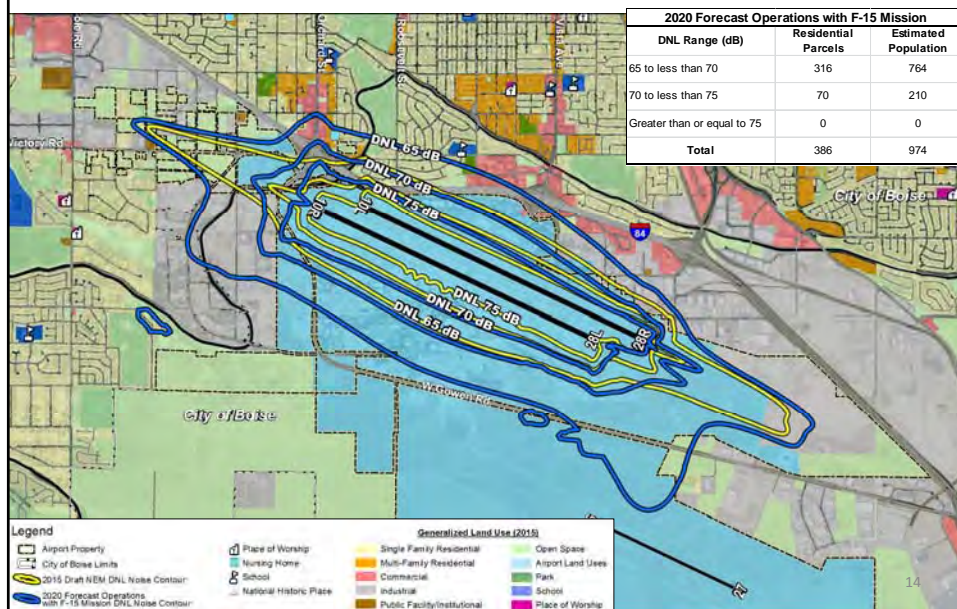 2020 Forecast Operations with F-15 Mission
DNL Range (dB) Residential Parcels Estimated Population
65 to less than 70 316 764
70 to less than 75 70 210
Greater than or equal to 75 0 0
Total 386 974
Orchard St
Roosevelt St
Vista Ave
Victory Rd
City of Boise
84
DNL 65 dB
DNL 70 dB
DNL 75 dB
10R
10L
DNL 75 dB
DNL 70 dB
DNL 65 dB
28L
28R
W Gowen Rd
City of Boise
27
14
Legend
Airport Property
City of Boise Limits
2015 Draft NEM DNL Noise Contour
2020 Forecast Operations
with F-15 Mission DNL Noise Contour
Place of Worship
Nursing Home
School
National Historic Place
Generalized Land Use (2015)
Single Family Residential
Multi-Family Residential
Commercial
Industrial
Public Facility/Institutional
Open Space
Airport Land Uses
Park
School
Place of Worship